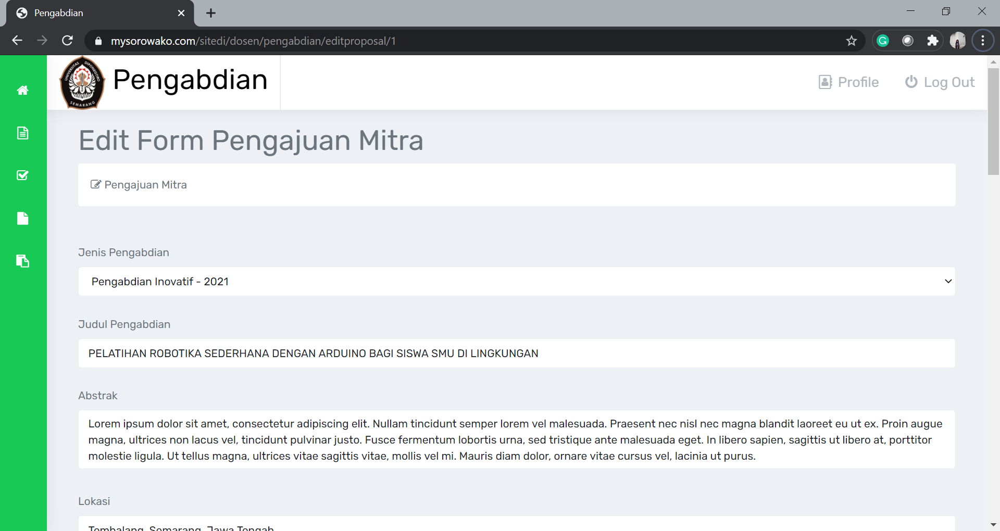 Pengabdian
mysorowako.com/sitedi/dosen/pengabdian/editproposal/1
UNIVERSITAS DIPONEGORO
SEMARANG
Pengabdian
Profile
Log Out
Edit Form Pengajuan Mitra
Pengajuan Mitra
Jenis Pengabdian
Pengabdian Inovatif - 2021
Judul Pengabdian
PELATIHAN ROBOTIKA SEDERHANA DENGAN ARDUINO BAGI SISWA SMU DI LINGKUNGAN
Abstrak
Lorem ipsum dolor sit amet, consectetur adipiscing elit. Nullam tincidunt semper lorem vel malesuada. Praesent nec nisl nec magna blandit laoreet eu ut ex. Proin augue
magna, ultrices non lacus vel, tincidunt pulvinar justo. Fusce fermentum lobortis urna, sed tristique ante malesuada eget. In libero sapien, sagittis ut libero at, porttitor
molestie ligula. Ut tellus magna, ultrices vitae sagittis vitae, mollis vel mi. Mauris diam dolor, ornare vitae cursus vel, lacinia ut purus.
Lokasi
Tembalang, Semarang, Jawa Tengah